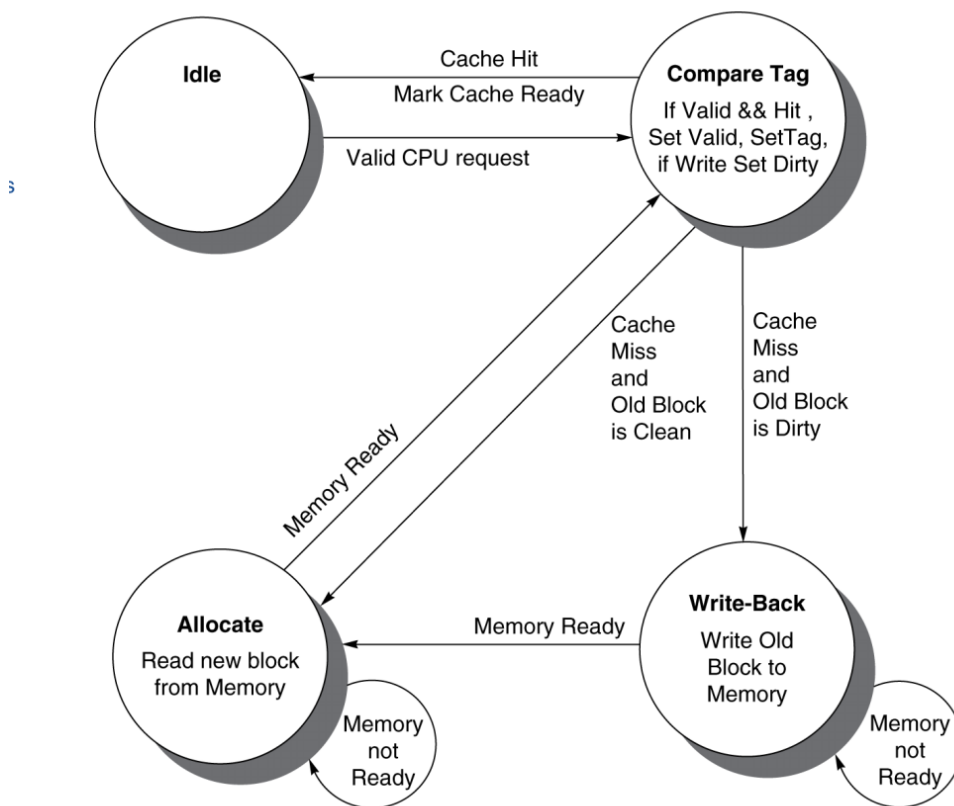 Idle
Cache Hit
Mark Cache Ready
Valid CPU request
Compare Tag
If Valid && Hit ,
Set Valid, SetTag,
if Write Set Dirty
s
Cache
Miss
and
Old Block
is Clean
Cache
Miss
and
Old Block
is Dirty
Memory Ready
Allocate
Read new block
from Memory
Memory
not
Ready
Memory Ready
Write-Back
Write Old
Block to
Memory
Memory
not
Ready